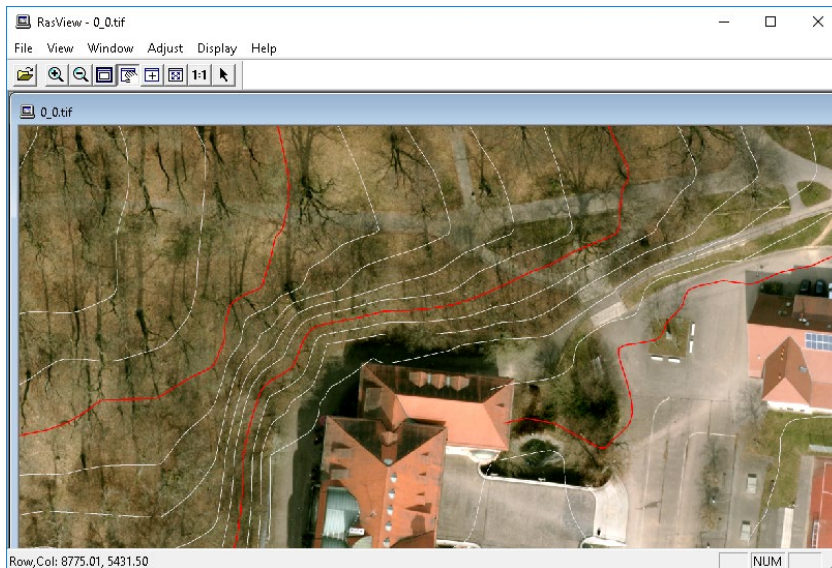 RasView - 0_0.tif
File View Window Adjust Display Help
1:1
0_0.tif
Row,Col: 8775.01, 5431.50
NUM